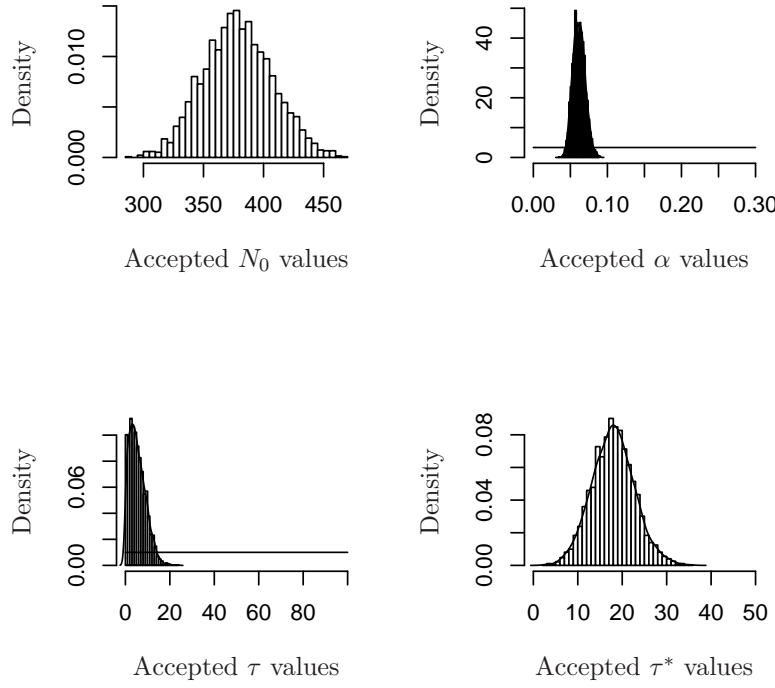 Density
0.000
0.010
300 350 400 450
Accepted N₀ values
Density
0
20
40
0.00 0.10 0.20 0.30
Accepted α values
Density
0.00
0.06
0 20 40 60 80
Accepted τ values
Density
0.00
0.04
0.08
0 10 20 30 40 50
Accepted τ* values